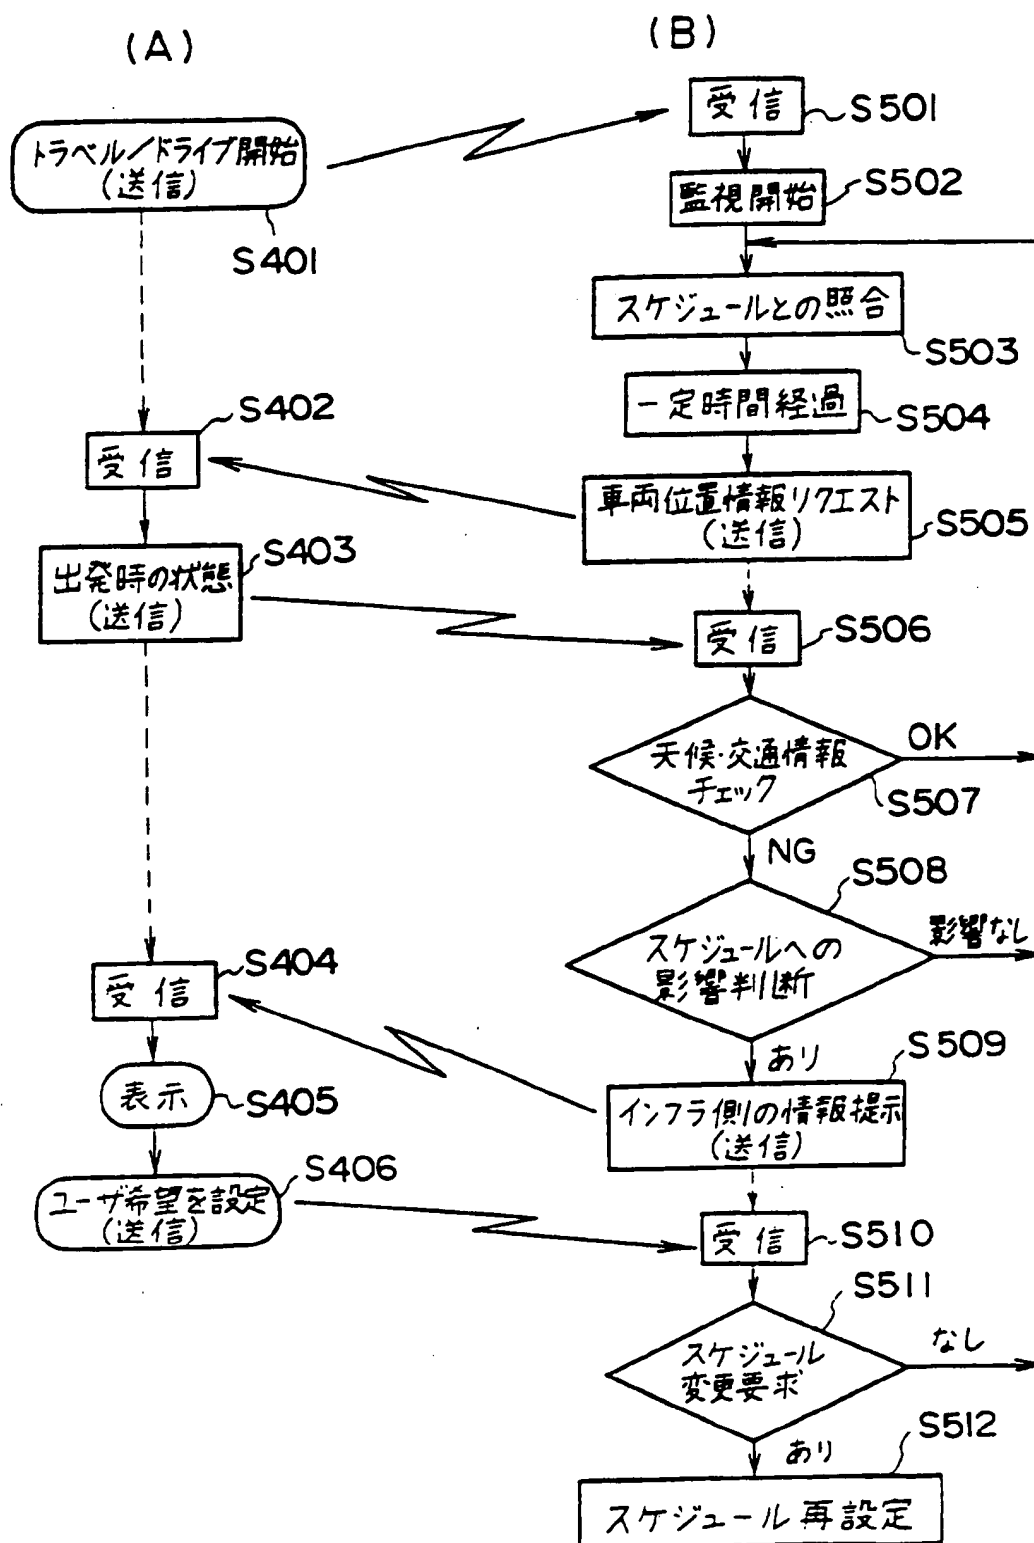 (A)
(B)
トラベル/ドライブ開始
(送信)
S401
受信
S501
監視開始
S502
スケジュールとの照合
S503
一定時間経過
S504
S402
受信
車両位置情報リクエスト
(送信)
S505
S403
出発時の状態
(送信)
受信
S506
天候・交通情報
チェック
OK
S507
NG
S508
スケジュールへの
影響判断
影響なし
S404
受信
あり
S509
表示
S405
インフラ側の情報提示
(送信)
S406
ユーザ希望を設定
(送信)
受信
S510
S511
スケジュール
変更要求
なし
あり
S512
スケジュール再設定